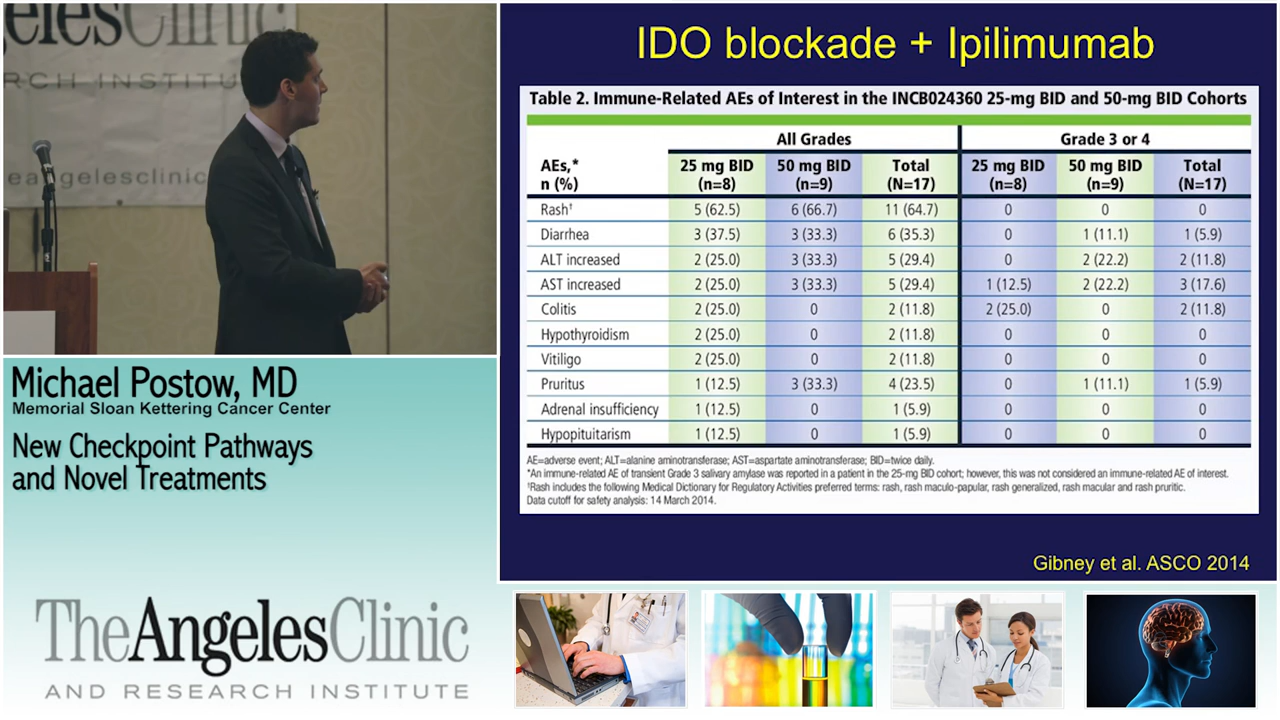 elesClinic
RCH INSTITU
eangelesclinic
Michael Postow, MD
Memorial Sloan Kettering Cancer Center
New Checkpoint Pathways
and Novel Treatments
TheAngelesClinic
AND RESEARCH INSTITUTE
IDO blockade + Ipilimumab
Table 2. Immune-Related AEs of Interest in the INCB024360 25-mg BID and 50-mg BID Cohorts
All Grades Grade 3 or 4
AEs,* 25 mg BID 50 mg BID Total 25 mg BID 50 mg BID Total
n (%) (n=8) (n=9) (N=17) (n=8) (n=9) (N=17)
Rash† 5 (62.5) 6 (66.7) 11 (64.7) 0 0 0
Diarrhea 3 (37.5) 3 (33.3) 6 (35.3) 0 1 (11.1) 1 (5.9)
ALT increased 2 (25.0) 3 (33.3) 5 (29.4) 0 2 (22.2) 2 (11.8)
AST increased 2 (25.0) 3 (33.3) 5 (29.4) 1 (12.5) 2 (22.2) 3 (17.6)
Colitis 2 (25.0) 0 2 (11.8) 2 (25.0) 0 2 (11.8)
Hypothyroidism 2 (25.0) 0 2 (11.8) 0 0 0
Vitiligo 2 (25.0) 0 2 (11.8) 0 0 0
Pruritus 1 (12.5) 3 (33.3) 4 (23.5) 0 1 (11.1) 1 (5.9)
Adrenal insufficiency 1 (12.5) 0 1 (5.9) 0 0 0
Hypopituitarism 1 (12.5) 0 1 (5.9) 0 0 0
AE=adverse event; ALT=alanine aminotransferase; AST=aspartate aminotransferase; BID=twice daily.
*An immune-related AE of transient Grade 3 salivary amylase was reported in a patient in the 25-mg BID cohort; however, this was not considered an immune-related AE of interest.
†Rash includes the following Medical Dictionary for Regulatory Activities preferred terms: rash, rash maculo-papular, rash generalized, rash macular and rash pruritic.
Data cutoff for safety analysis: 14 March 2014.
Gibney et al. ASCO 2014